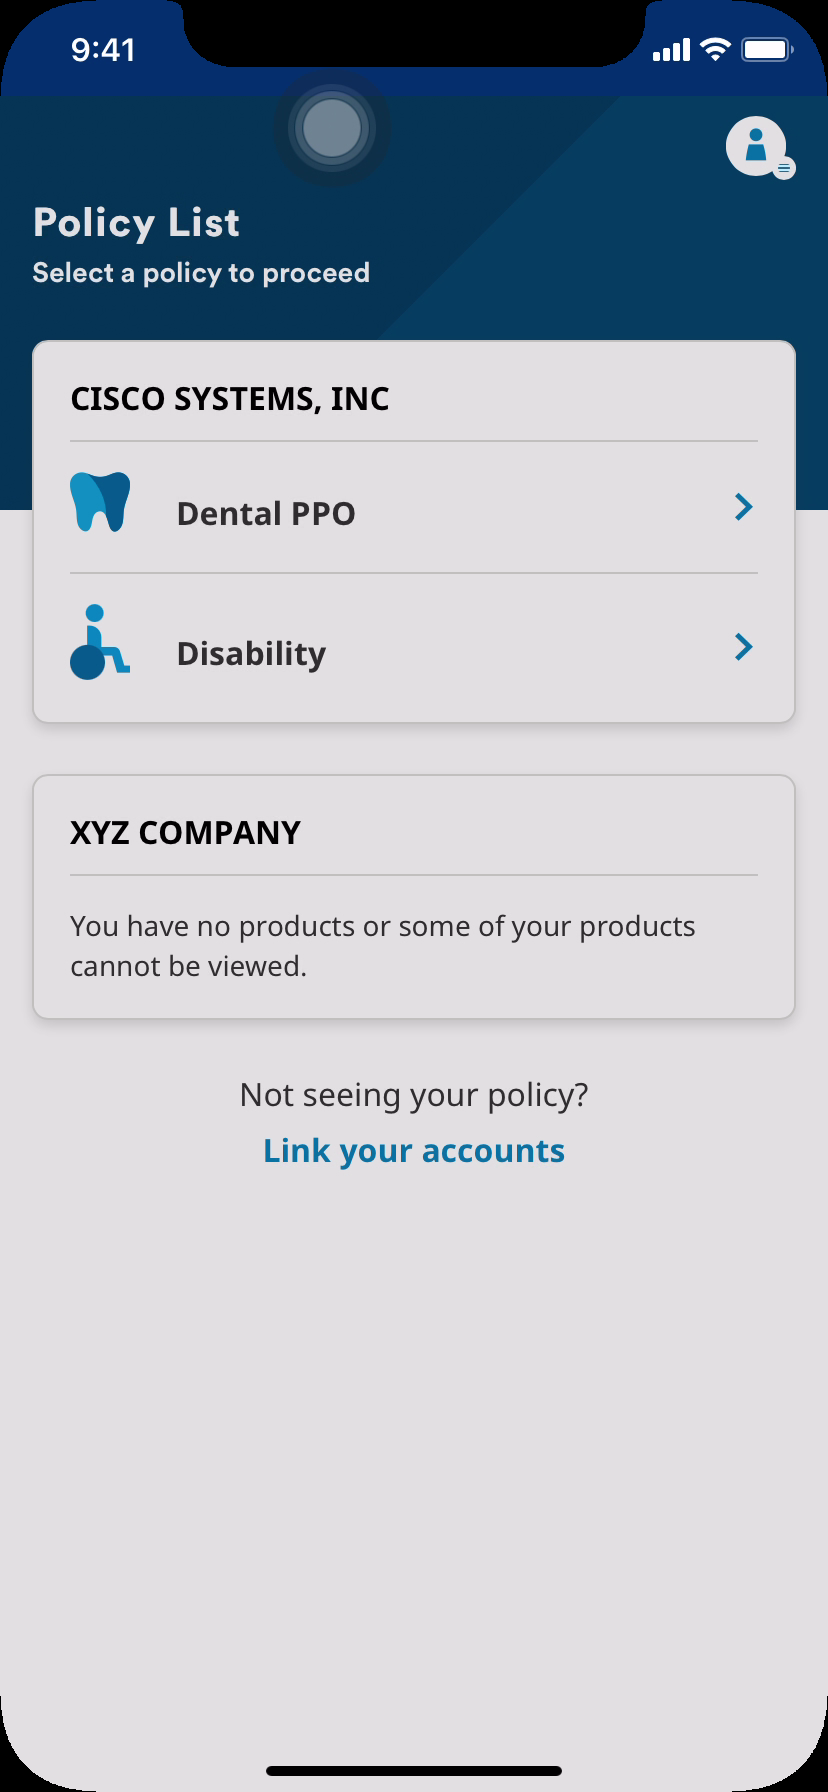 9:41
Policy List
Select a policy to proceed
CISCO SYSTEMS, INC
Dental PPO
Disability
XYZ COMPANY
You have no products or some of your products
cannot be viewed.
Not seeing your policy?
Link your accounts